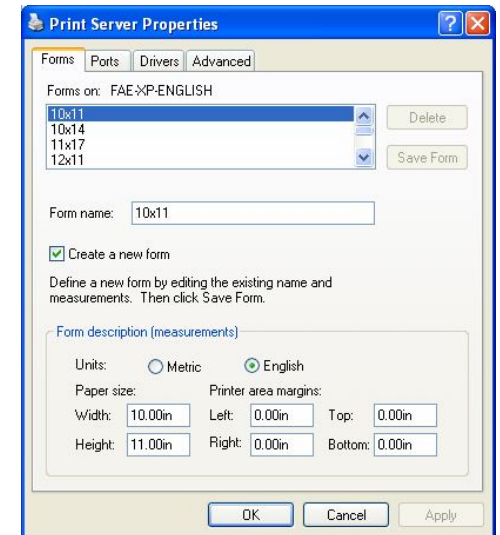 Print Server Properties
Forms Ports Drivers Advanced
Forms on: FAE-XP-ENGLISH
10x11
10x14
11x17
12x11
Delete
Save Form
Form name: 10x11
Create a new form
Define a new form by editing the existing name and
measurements. Then click Save Form.
Form description (measurements)
Units: Metric English
Paper size: Printer area margins:
Width: 10.00in Left: 0.00in Top: 0.00in
Height: 11.00in Right: 0.00in Bottom: 0.00in
OK Cancel Apply